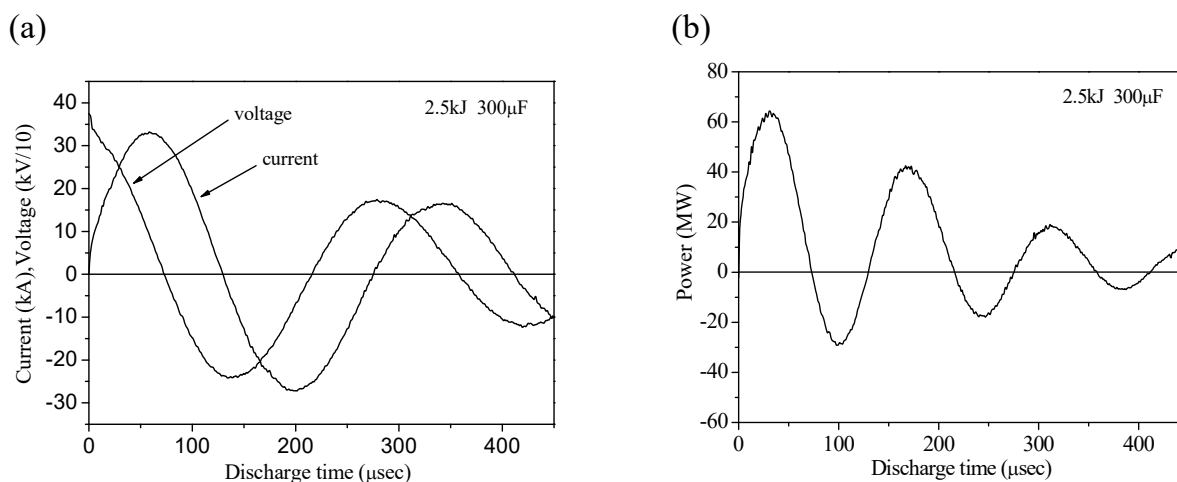 (a)
40
30
20
10
0
-10
-20
-30
Current (kA),Voltage (kV/10)
voltage
current
2.5kJ 300μF
0 100 200 300 400
Discharge time (μsec)
(b)
80
60
40
20
0
-20
-40
-60
Power (MW)
2.5kJ 300μF
0 100 200 300 400
Discharge time (μsec)